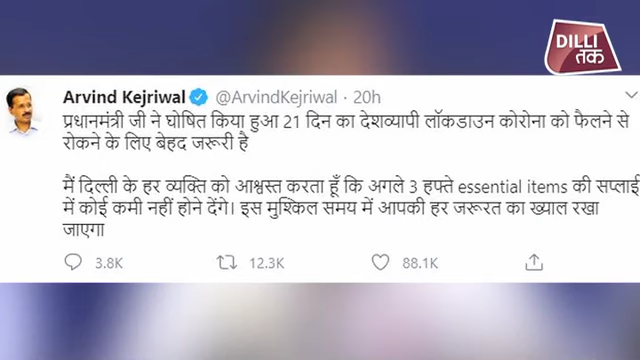 DILLI
तक
Arvind Kejriwal @ArvindKejriwal · 20h
प्रधानमंत्री जी ने घोषित किया हुआ 21 दिन का देशव्यापी लॉकडाउन कोरोना को फैलने से
रोकने के लिए बेहद जरूरी है
मैं दिल्ली के हर व्यक्ति को आश्वस्त करता हूँ कि अगले 3 हफ्ते essential items की सप्लाई
में कोई कमी नहीं होने देंगे। इस मुश्किल समय में आपकी हर जरूरत का ख्याल रखा
जाएगा
3.8K 12.3K 88.1K